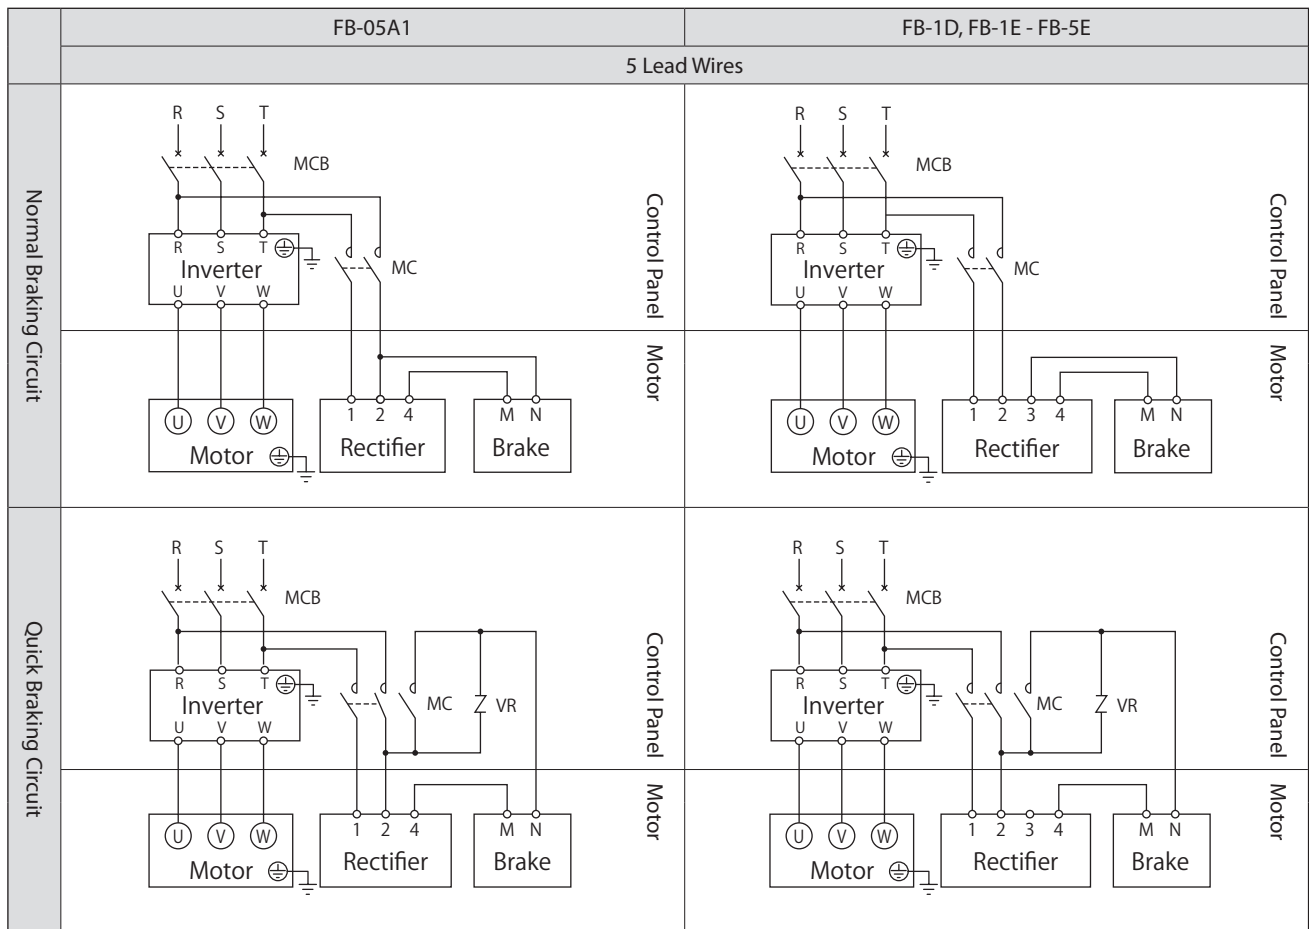 FB-05A1
FB-1D, FB-1E - FB-5E
5 Lead Wires
Normal Braking Circuit
R S T
MCB
R S T
Inverter
U V W
MC
Control Panel
Motor
U V W
Motor
1 2 4
Rectifier
M N
Brake
R S T
MCB
R S T
Inverter
U V W
MC
Control Panel
Motor
U V W
Motor
1 2 3 4
Rectifier
M N
Brake
Quick Braking Circuit
R S T
MCB
R S T
Inverter
U V W
MC
VR
Control Panel
Motor
U V W
Motor
1 2 4
Rectifier
M N
Brake
R S T
MCB
R S T
Inverter
U V W
MC
VR
Control Panel
Motor
U V W
Motor
1 2 3 4
Rectifier
M N
Brake